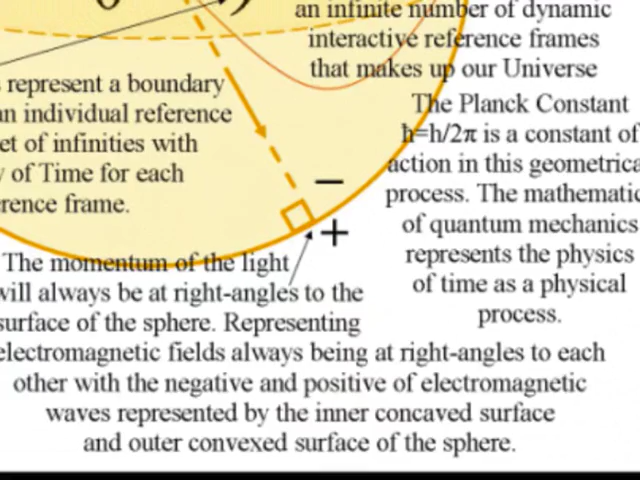 an infinite number of dynamic
interactive reference frames
that makes up our Universe
represent a boundary
an individual reference
set of infinities with
of Time for each
frame.
The Planck Constant
ħ=h/2π is a constant of
action in this geometrica
process. The mathematic
of quantum mechanics
represents the physics
of time as a physical
process.
−
+
The momentum of the light
will always be at right-angles to the
surface of the sphere. Representing
electromagnetic fields always being at right-angles to each
other with the negative and positive of electromagnetic
waves represented by the inner concaved surface
and outer convexed surface of the sphere.